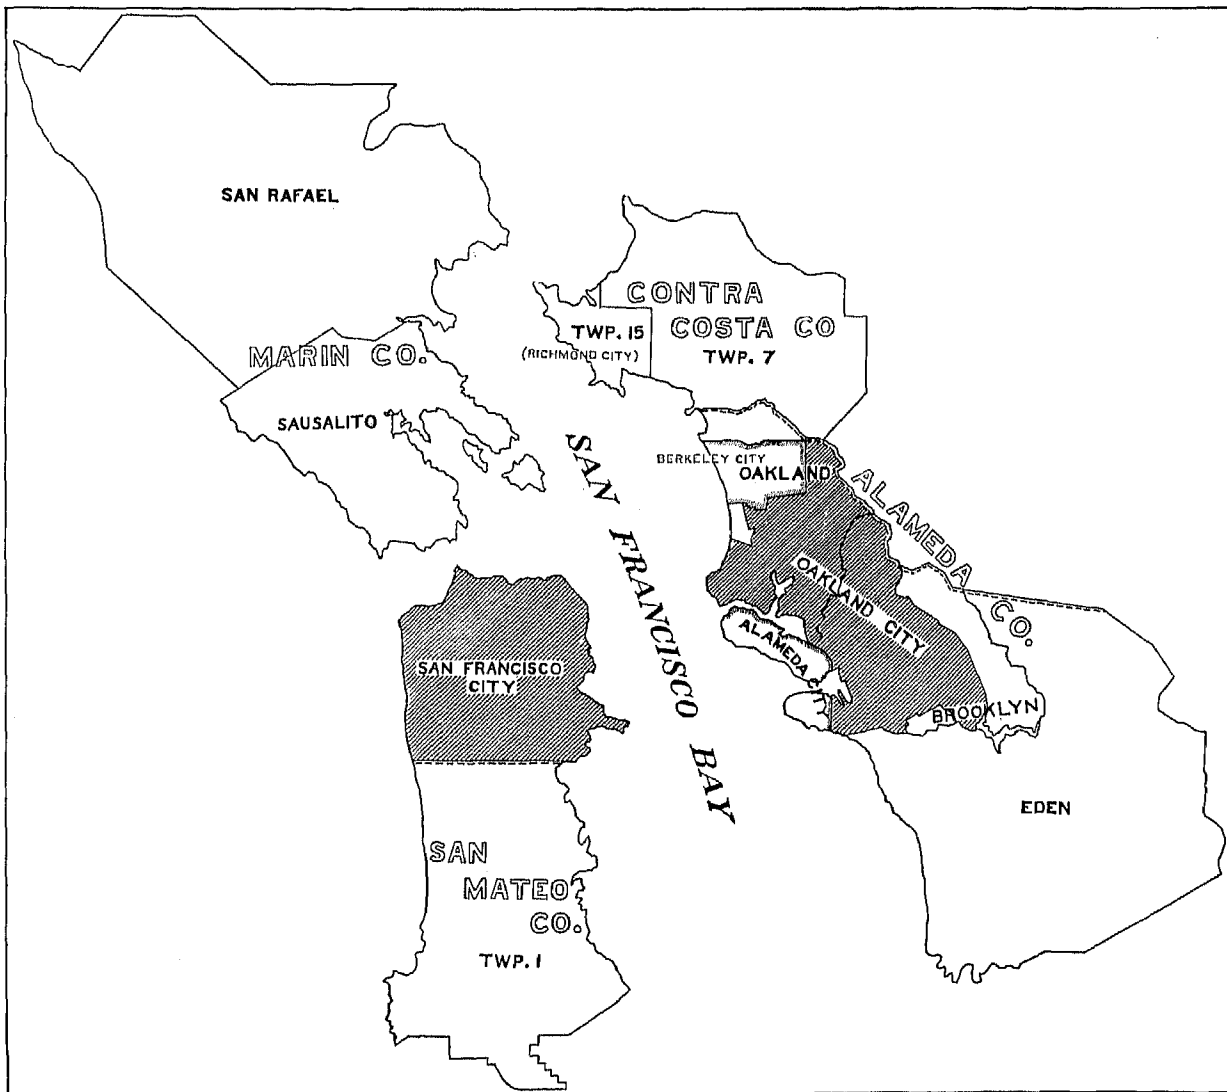 SAN RAFAEL
MARIN CO.
SAUSALITO
CONTRA
COSTA CO
TWP. 15
(RICHMOND CITY)
TWP. 7
BERKELEY CITY
OAKLAND
ALAMEDA
CO.
SAN FRANCISCO BAY
OAKLAND CITY
ALAMEDA CITY
SAN FRANCISCO
CITY
BROOKLYN
EDEN
SAN
MATEO
CO.
TWP. 1